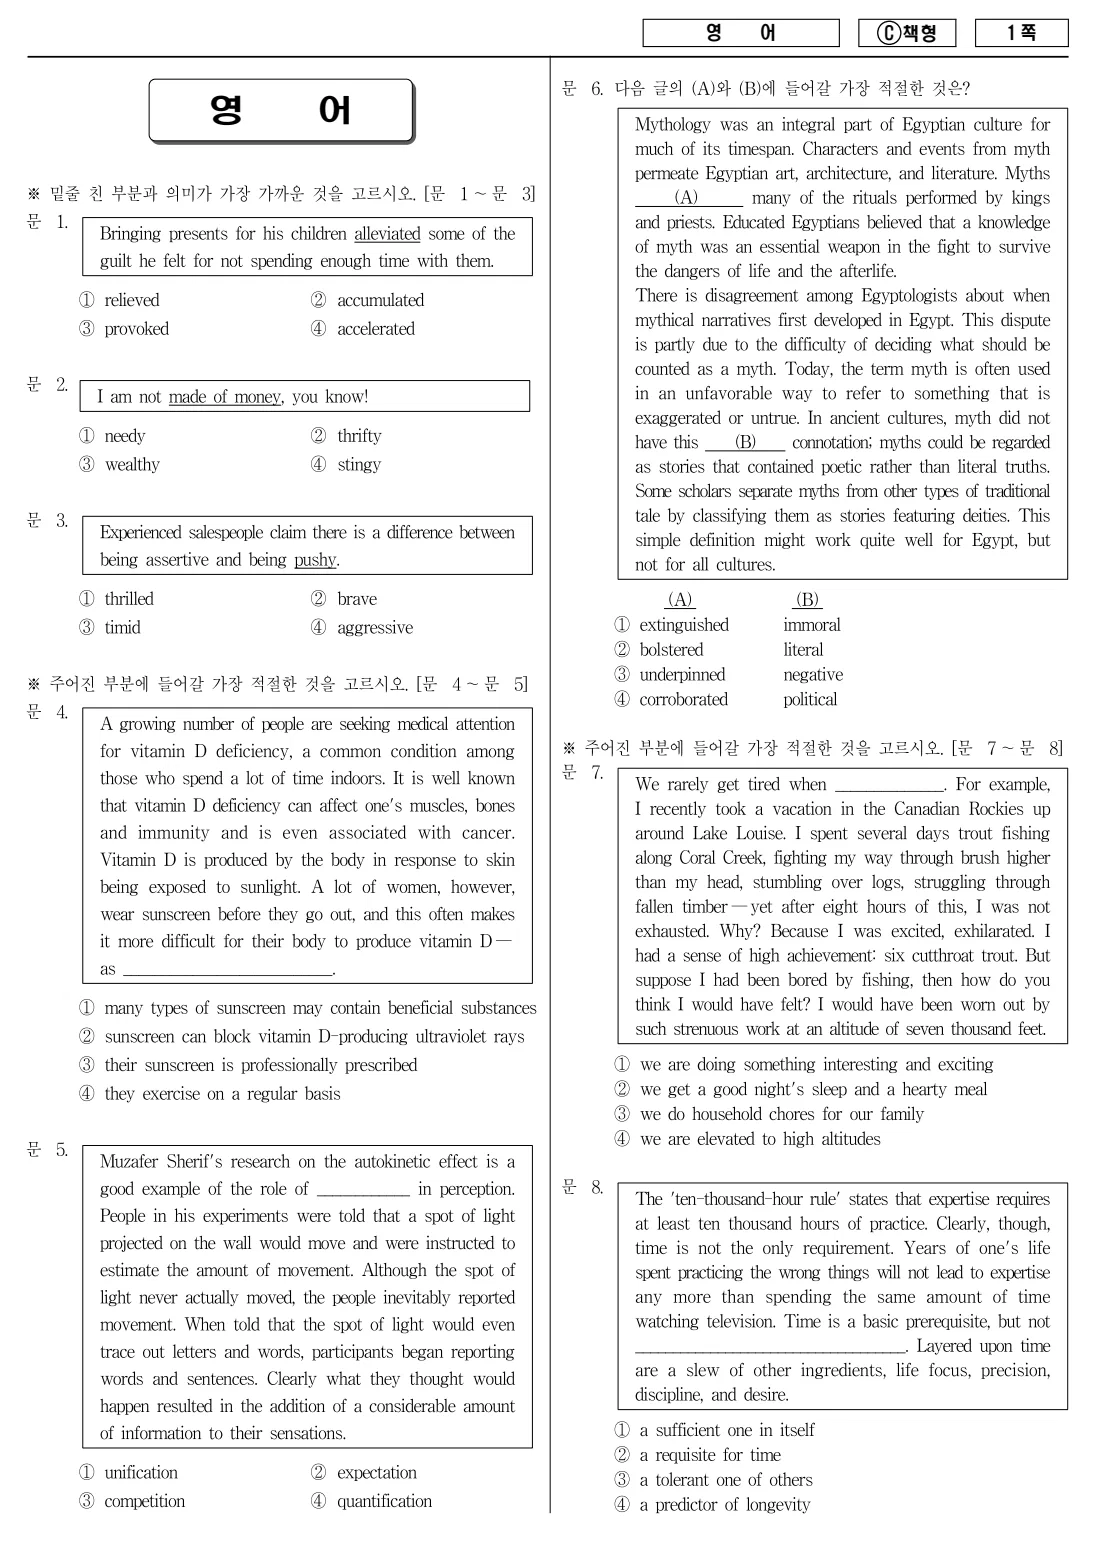 영 어
Ⓒ책형
1 쪽
영 어
※ 밑줄 친 부분과 의미가 가장 가까운 것을 고르시오. [문 1 ~ 문 3]
문 1.
Bringing presents for his children alleviated some of the
guilt he felt for not spending enough time with them.
① relieved ② accumulated
③ provoked ④ accelerated
문 2.
I am not made of money, you know!
① needy ② thrifty
③ wealthy ④ stingy
문 3.
Experienced salespeople claim there is a difference between
being assertive and being pushy.
① thrilled ② brave
③ timid ④ aggressive
※ 주어진 부분에 들어갈 가장 적절한 것을 고르시오. [문 4 ~ 문 5]
문 4.
A growing number of people are seeking medical attention
for vitamin D deficiency, a common condition among
those who spend a lot of time indoors. It is well known
that vitamin D deficiency can affect one's muscles, bones
and immunity and is even associated with cancer.
Vitamin D is produced by the body in response to skin
being exposed to sunlight. A lot of women, however,
wear sunscreen before they go out, and this often makes
it more difficult for their body to produce vitamin D—
as ________________________.
① many types of sunscreen may contain beneficial substances
② sunscreen can block vitamin D-producing ultraviolet rays
③ their sunscreen is professionally prescribed
④ they exercise on a regular basis
문 5.
Muzafer Sherif's research on the autokinetic effect is a
good example of the role of ____________ in perception.
People in his experiments were told that a spot of light
projected on the wall would move and were instructed to
estimate the amount of movement. Although the spot of
light never actually moved, the people inevitably reported
movement. When told that the spot of light would even
trace out letters and words, participants began reporting
words and sentences. Clearly what they thought would
happen resulted in the addition of a considerable amount
of information to their sensations.
① unification ② expectation
③ competition ④ quantification
문 6. 다음 글의 (A)와 (B)에 들어갈 가장 적절한 것은?
Mythology was an integral part of Egyptian culture for
much of its timespan. Characters and events from myth
permeate Egyptian art, architecture, and literature. Myths
____(A)____ many of the rituals performed by kings
and priests. Educated Egyptians believed that a knowledge
of myth was an essential weapon in the fight to survive
the dangers of life and the afterlife.
There is disagreement among Egyptologists about when
mythical narratives first developed in Egypt. This dispute
is partly due to the difficulty of deciding what should be
counted as a myth. Today, the term myth is often used
in an unfavorable way to refer to something that is
exaggerated or untrue. In ancient cultures, myth did not
have this ___(B)___ connotation; myths could be regarded
as stories that contained poetic rather than literal truths.
Some scholars separate myths from other types of traditional
tale by classifying them as stories featuring deities. This
simple definition might work quite well for Egypt, but
not for all cultures.
(A) (B)
① extinguished immoral
② bolstered literal
③ underpinned negative
④ corroborated political
※ 주어진 부분에 들어갈 가장 적절한 것을 고르시오. [문 7 ~ 문 8]
문 7.
We rarely get tired when ____________. For example,
I recently took a vacation in the Canadian Rockies up
around Lake Louise. I spent several days trout fishing
along Coral Creek, fighting my way through brush higher
than my head, stumbling over logs, struggling through
fallen timber—yet after eight hours of this, I was not
exhausted. Why? Because I was excited, exhilarated. I
had a sense of high achievement: six cutthroat trout. But
suppose I had been bored by fishing, then how do you
think I would have felt? I would have been worn out by
such strenuous work at an altitude of seven thousand feet.
① we are doing something interesting and exciting
② we get a good night's sleep and a hearty meal
③ we do household chores for our family
④ we are elevated to high altitudes
문 8.
The 'ten-thousand-hour rule' states that expertise requires
at least ten thousand hours of practice. Clearly, though,
time is not the only requirement. Years of one's life
spent practicing the wrong things will not lead to expertise
any more than spending the same amount of time
watching television. Time is a basic prerequisite, but not
______________________________. Layered upon time
are a slew of other ingredients, life focus, precision,
discipline, and desire.
① a sufficient one in itself
② a requisite for time
③ a tolerant one of others
④ a predictor of longevity